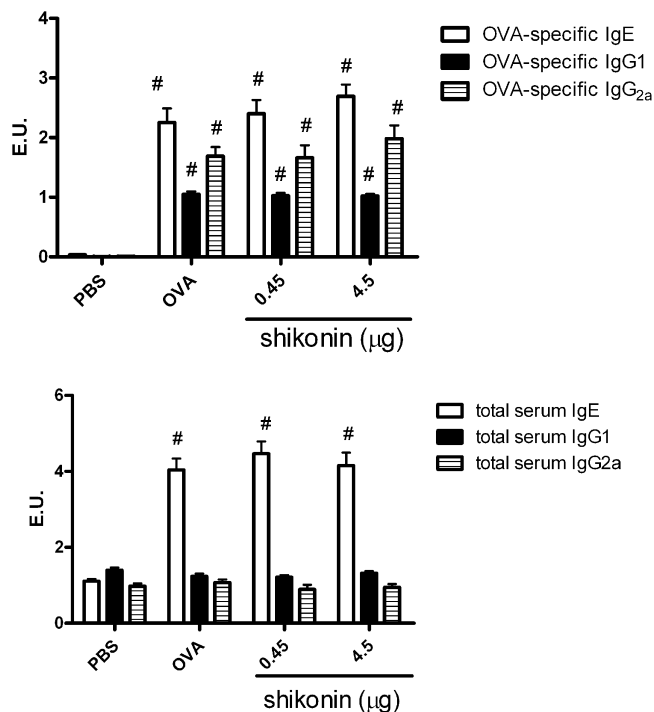 4
3
2
1
0
E.U.
# # # # # # # # #
PBS
OVA
0.45
4.5
shikonin (µg)
OVA-specific IgE
OVA-specific IgG1
OVA-specific IgG2a
6
4
2
0
E.U.
# # #
PBS
OVA
0.45
4.5
shikonin (µg)
total serum IgE
total serum IgG1
total serum IgG2a